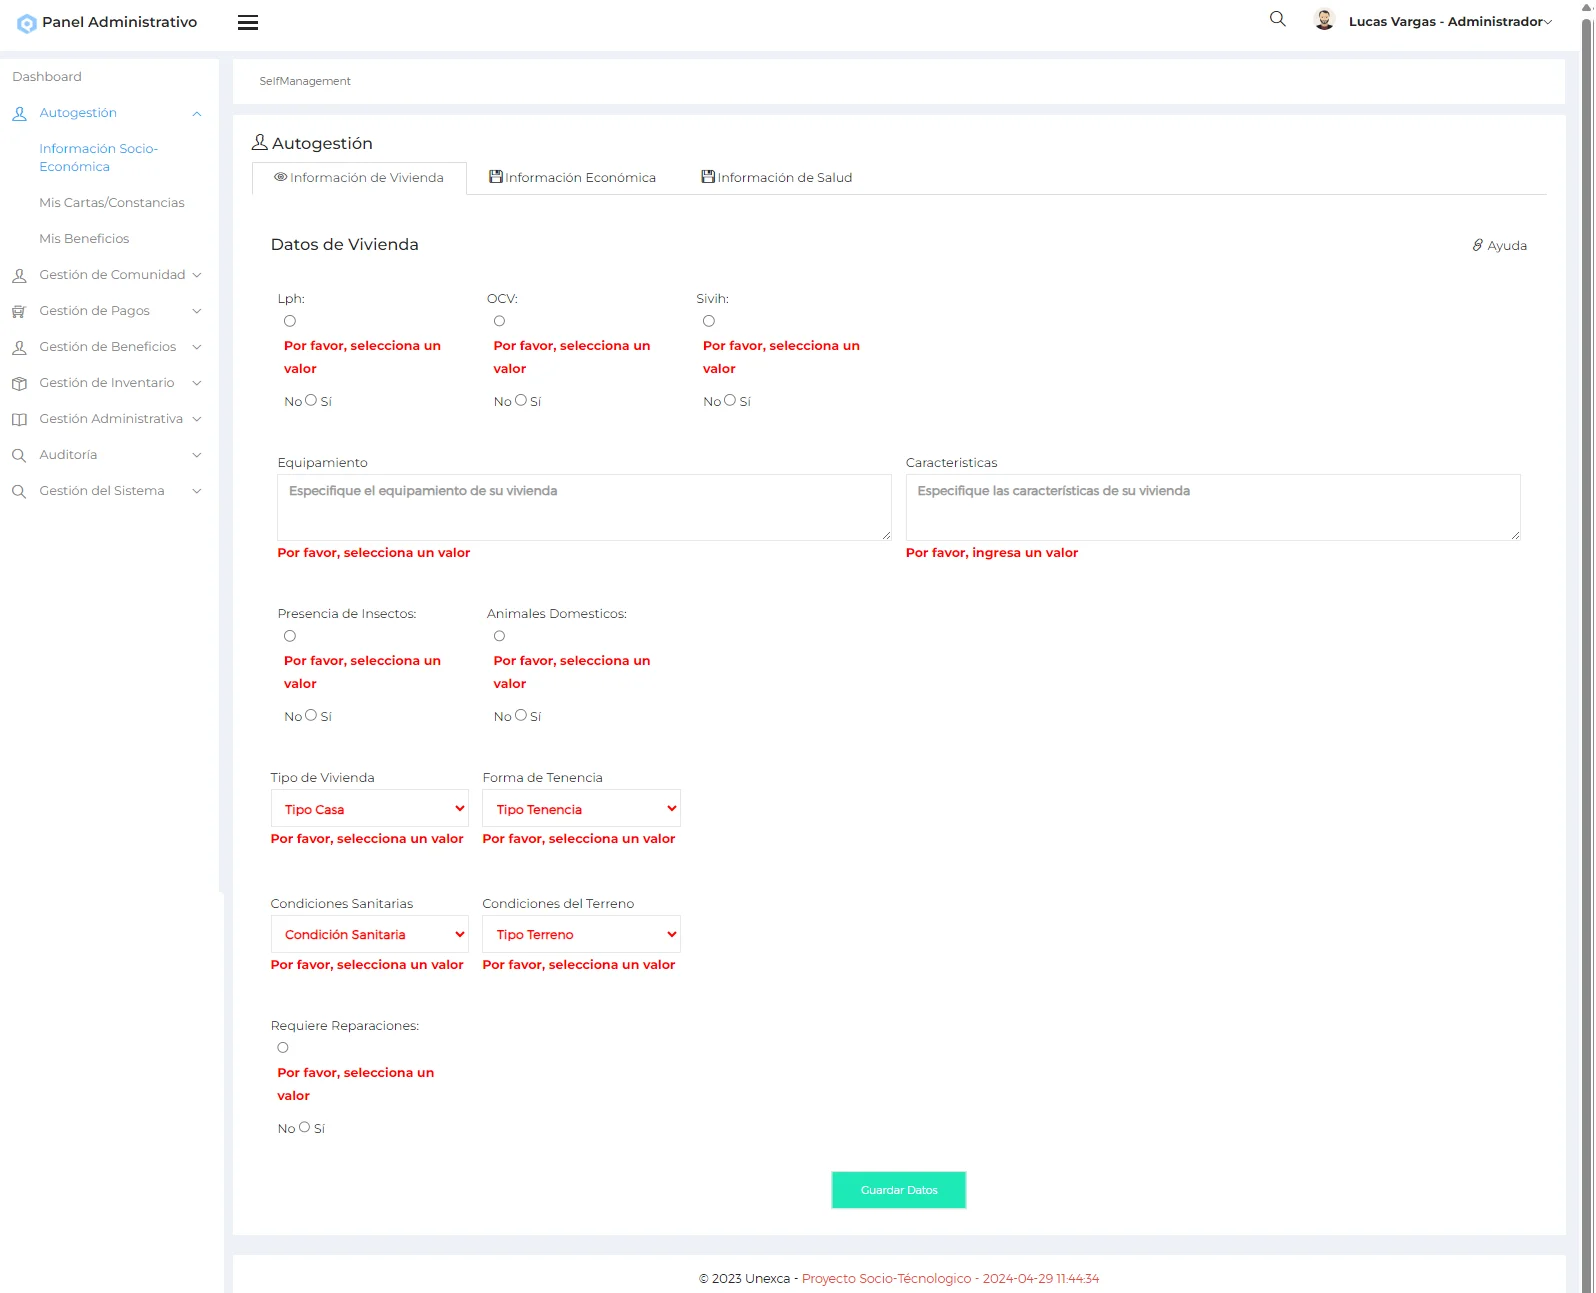 Panel Administrativo
Lucas Vargas - Administrador
Dashboard
Autogestión
Información Socio-
Económica
Mis Cartas/Constancias
Mis Beneficios
Gestión de Comunidad
Gestión de Pagos
Gestión de Beneficios
Gestión de Inventario
Gestión Administrativa
Auditoría
Gestión del Sistema
SelfManagement
Autogestión
Información de Vivienda
Información Económica
Información de Salud
Datos de Vivienda
Ayuda
Lph:
OCV:
Sivih:
Por favor, selecciona un
valor
Por favor, selecciona un
valor
Por favor, selecciona un
valor
No Sí
No Sí
No Sí
Equipamiento
Caracteristicas
Especifique el equipamiento de su vivienda
Especifique las características de su vivienda
Por favor, selecciona un valor
Por favor, ingresa un valor
Presencia de Insectos:
Animales Domesticos:
Por favor, selecciona un
valor
Por favor, selecciona un
valor
No Sí
No Sí
Tipo de Vivienda
Forma de Tenencia
Tipo Casa
Tipo Tenencia
Por favor, selecciona un valor
Por favor, selecciona un valor
Condiciones Sanitarias
Condiciones del Terreno
Condición Sanitaria
Tipo Terreno
Por favor, selecciona un valor
Por favor, selecciona un valor
Requiere Reparaciones:
Por favor, selecciona un
valor
No Sí
Guardar Datos
© 2023 Unexca - Proyecto Socio-Técnologico - 2024-04-29 11:44:34